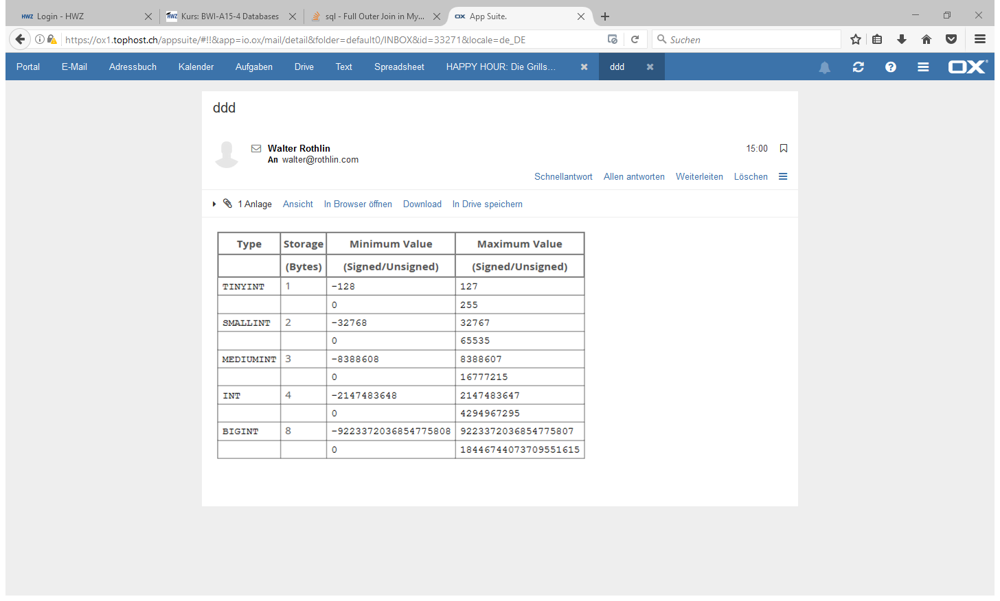 HWZ Login - HWZ
HWZ Kurs: BWI-A15-4 Databases
sql - Full Outer Join in My...
OX App Suite.
https://ox1.tophost.ch/appsuite/#!!&app=io.ox/mail/detail&folder=default0/INBOX&id=33271&locale=de_DE
Suchen
Portal E-Mail Adressbuch Kalender Aufgaben Drive Text Spreadsheet HAPPY HOUR: Die Grills... ddd OX
ddd
Walter Rothlin 15:00
An walter@rothlin.com
Schnellantwort Allen antworten Weiterleiten Löschen
1 Anlage Ansicht In Browser öffnen Download In Drive speichern
Type Storage Minimum Value Maximum Value
(Bytes) (Signed/Unsigned) (Signed/Unsigned)
TINYINT 1 -128 127
0 255
SMALLINT 2 -32768 32767
0 65535
MEDIUMINT 3 -8388608 8388607
0 16777215
INT 4 -2147483648 2147483647
0 4294967295
BIGINT 8 -9223372036854775808 9223372036854775807
0 18446744073709551615